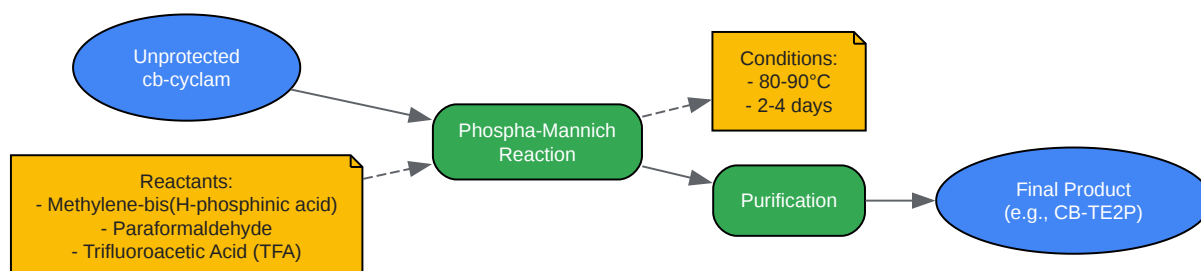 Unprotected
cb-cyclam
Reactants:
- Methylene-bis(H-phosphinic acid)
- Paraformaldehyde
- Trifluoroacetic Acid (TFA)
Phospha-Mannich
Reaction
Conditions:
- 80-90°C
- 2-4 days
Purification
Final Product
(e.g., CB-TE2P)